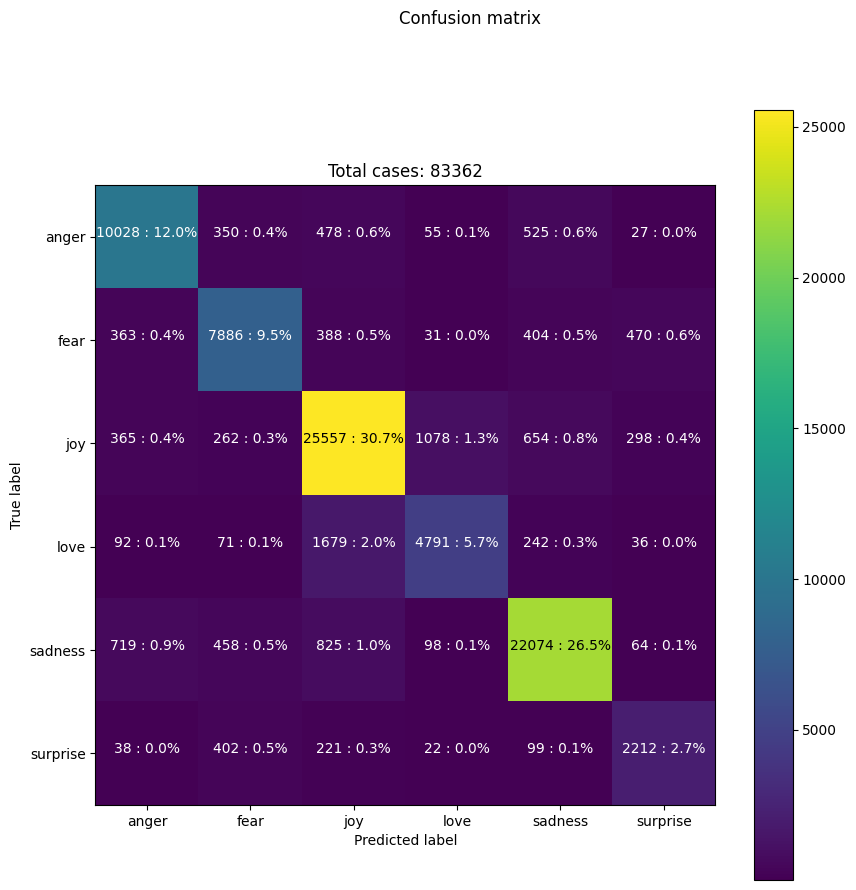 Confusion matrix
Total cases: 83362
anger 10028 : 12.0% 350 : 0.4% 478 : 0.6% 55 : 0.1% 525 : 0.6% 27 : 0.0%
fear 363 : 0.4% 7886 : 9.5% 388 : 0.5% 31 : 0.0% 404 : 0.5% 470 : 0.6%
joy 365 : 0.4% 262 : 0.3% 25557 : 30.7% 1078 : 1.3% 654 : 0.8% 298 : 0.4%
love 92 : 0.1% 71 : 0.1% 1679 : 2.0% 4791 : 5.7% 242 : 0.3% 36 : 0.0%
sadness 719 : 0.9% 458 : 0.5% 825 : 1.0% 98 : 0.1% 22074 : 26.5% 64 : 0.1%
surprise 38 : 0.0% 402 : 0.5% 221 : 0.3% 22 : 0.0% 99 : 0.1% 2212 : 2.7%
anger fear joy love sadness surprise
Predicted label
True label
25000
20000
15000
10000
5000